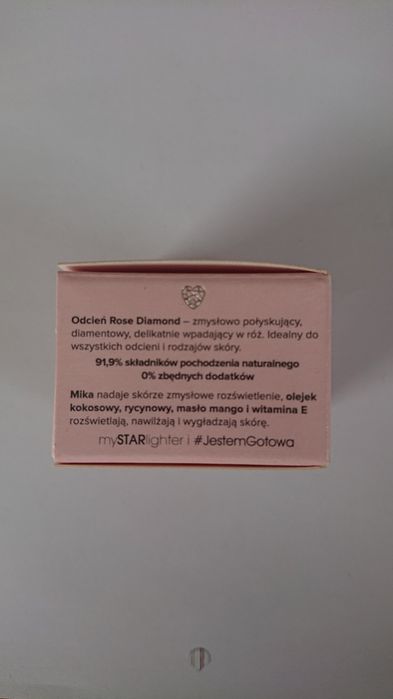 Odcień Rose Diamond – zmysłowo połyskujący,
diamentowy, delikatnie wpadający w róż. Idealny do
wszystkich odcieni i rodzajów skóry.
91,9% składników pochodzenia naturalnego
0% zbędnych dodatków
Mika nadaje skórze zmysłowe rozświetlenie, olejek
kokosowy, rycynowy, masło mango i witamina E
rozświetlają, nawilżają i wygładzają skórę.
mySTARlighter i #JestemGotowa